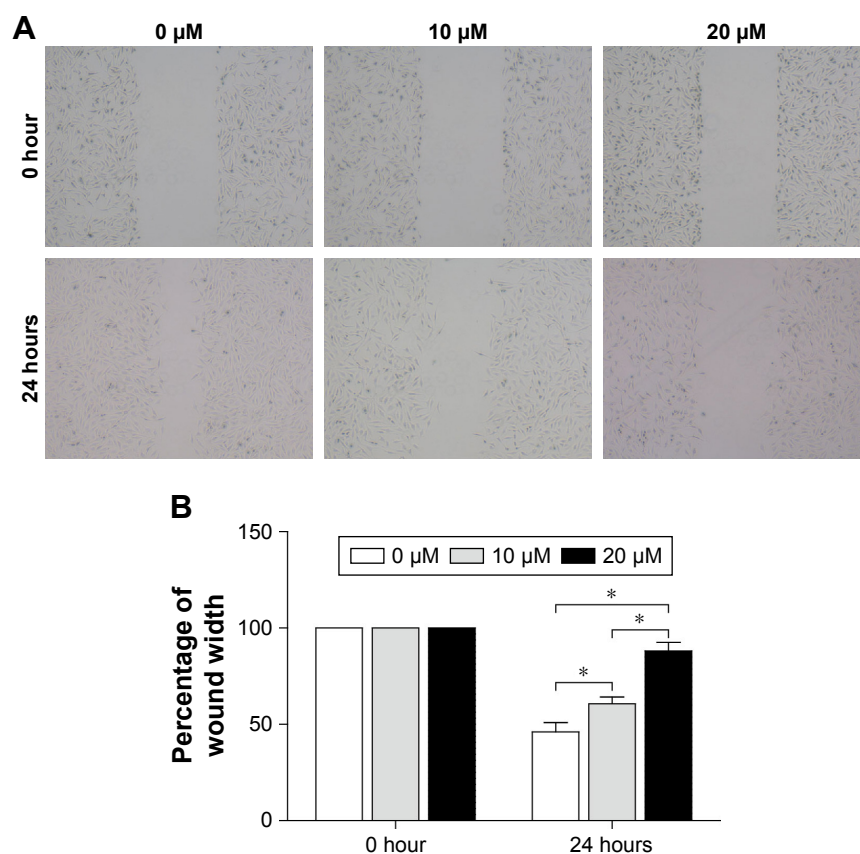 A
0 μM 10 μM 20 μM
0 hour
24 hours
B
150
100
50
0
Percentage of
wound width
0 μM 10 μM 20 μM
*
*
*
0 hour 24 hours